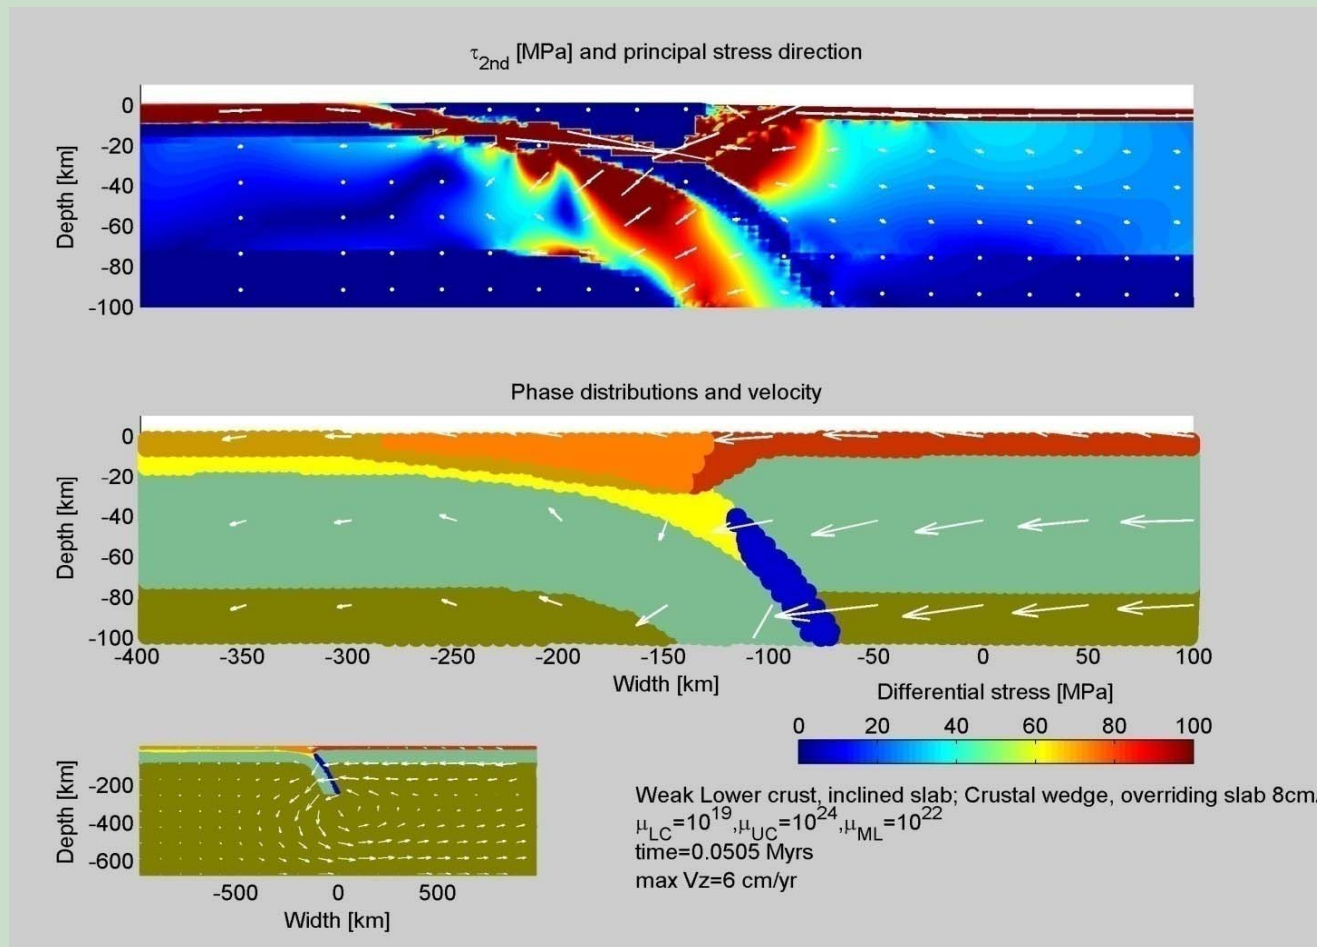 τ2nd [MPa] and principal stress direction
0
-20
-40
-60
-80
-100
Depth [km]
Phase distributions and velocity
0
-20
-40
-60
-80
-100
Depth [km]
-400 -350 -300 -250 -200 -150 -100 -50 0 50 100
Width [km]
Differential stress [MPa]
0 20 40 60 80 100
-200
-400
-600
Depth [km]
-500 0 500
Width [km]
Weak Lower crust, inclined slab; Crustal wedge, overriding slab 8cm
μLC=10^19,μUC=10^24,μML=10^22
time=0.0505 Myrs
max Vz=6 cm/yr